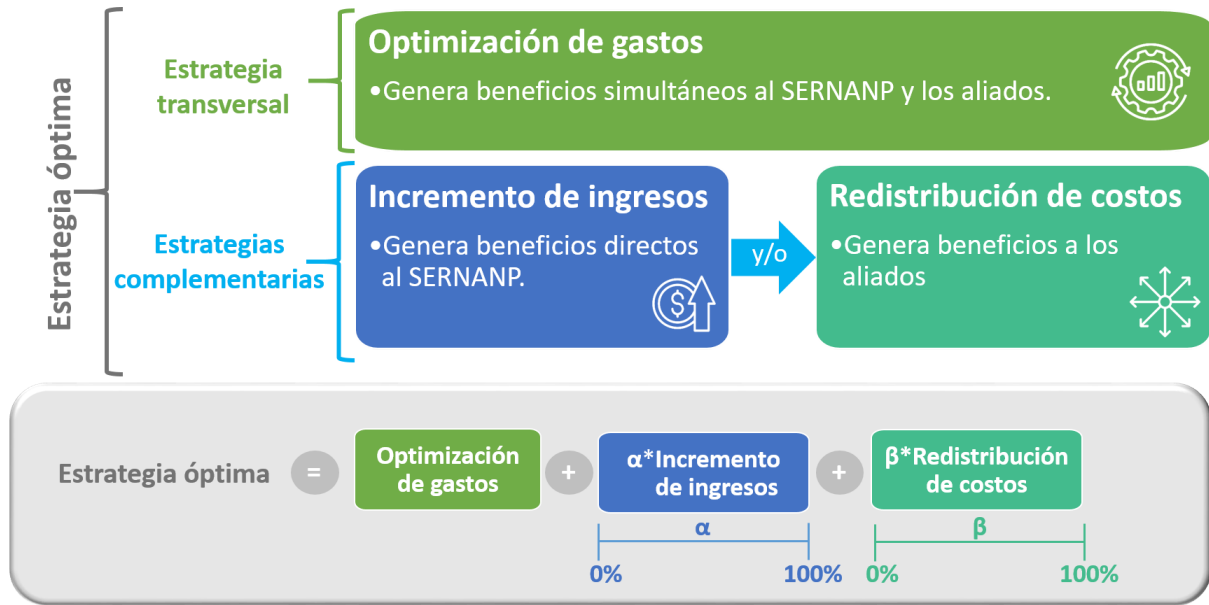 Estrategia óptima
Estrategia
transversal
Optimización de gastos
•Genera beneficios simultáneos al SERNANP y los aliados.
Estrategias
complementarias
Incremento de ingresos
•Genera beneficios directos
al SERNANP.
$
y/o
Redistribución de costos
•Genera beneficios a los
aliados
Estrategia óptima
=
Optimización
de gastos
+
α*Incremento
de ingresos
+
β*Redistribución
de costos
α
0%
100%
β
0%
100%